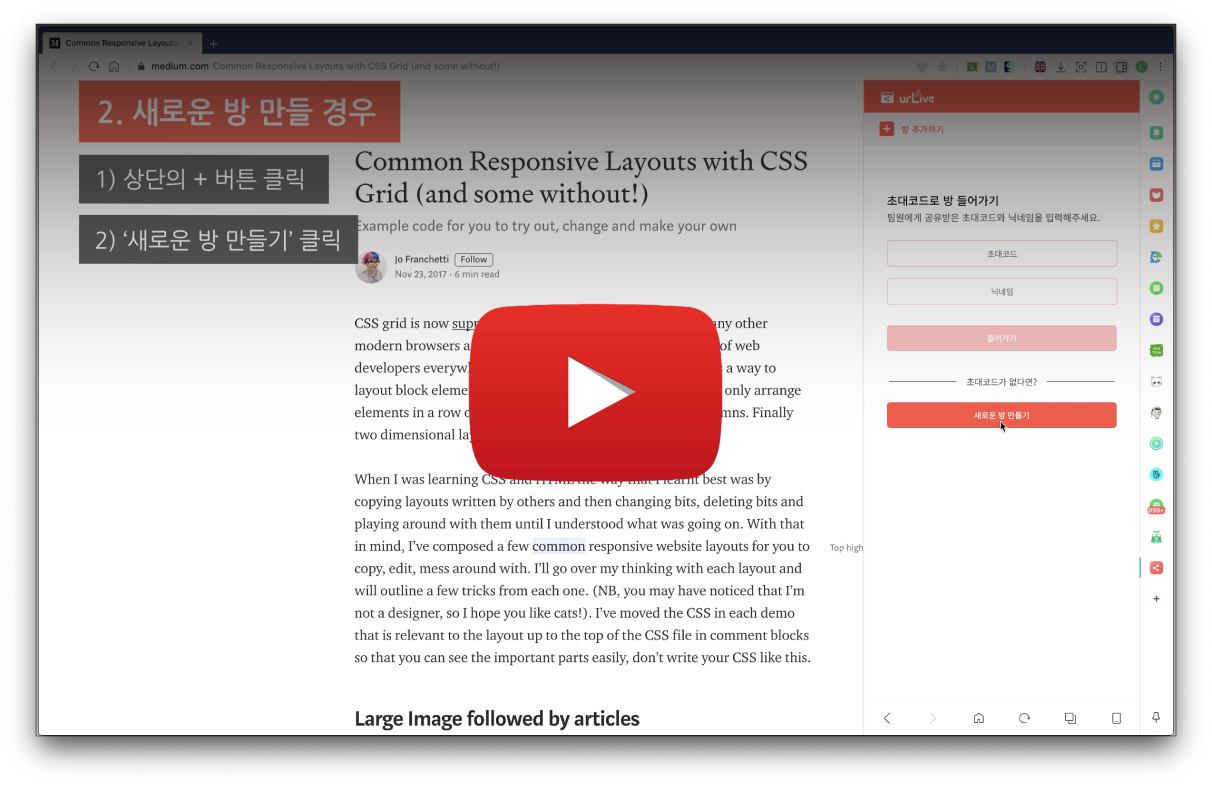 Common Responsive Layouts
medium.com Common Responsive Layouts with CSS Grid (and some without!)
2. 새로운 방 만들 경우
1) 상단의 + 버튼 클릭
2) ‘새로운 방 만들기’ 클릭
Common Responsive Layouts with CSS
Grid (and some without!)
Example code for you to try out, change and make your own
Jo Franchetti Follow
Nov 23, 2017 · 6 min read
CSS grid is now any other
modern browsers of web
developers a way to
layout block only arrange
elements in a row Finally
two dimensional
When I was learning CSS and HTML the way that I learnt best was by
copying layouts written by others and then changing bits, deleting bits and
playing around with them until I understood what was going on. With that
in mind, I’ve composed a few common responsive website layouts for you to
copy, edit, mess around with. I’ll go over my thinking with each layout and
will outline a few tricks from each one. (NB, you may have noticed that I’m
not a designer, so I hope you like cats!). I’ve moved the CSS in each demo
that is relevant to the layout up to the top of the CSS file in comment blocks
so that you can see the important parts easily, don’t write your CSS like this.
Top high
Large Image followed by articles
urLive
방 추가하기
초대코드로 방 들어가기
팀원에게 공유받은 초대코드와 닉네임을 입력해주세요.
초대코드
닉네임
들어가기
초대코드가 없다면?
새로운 방 만들기
999+